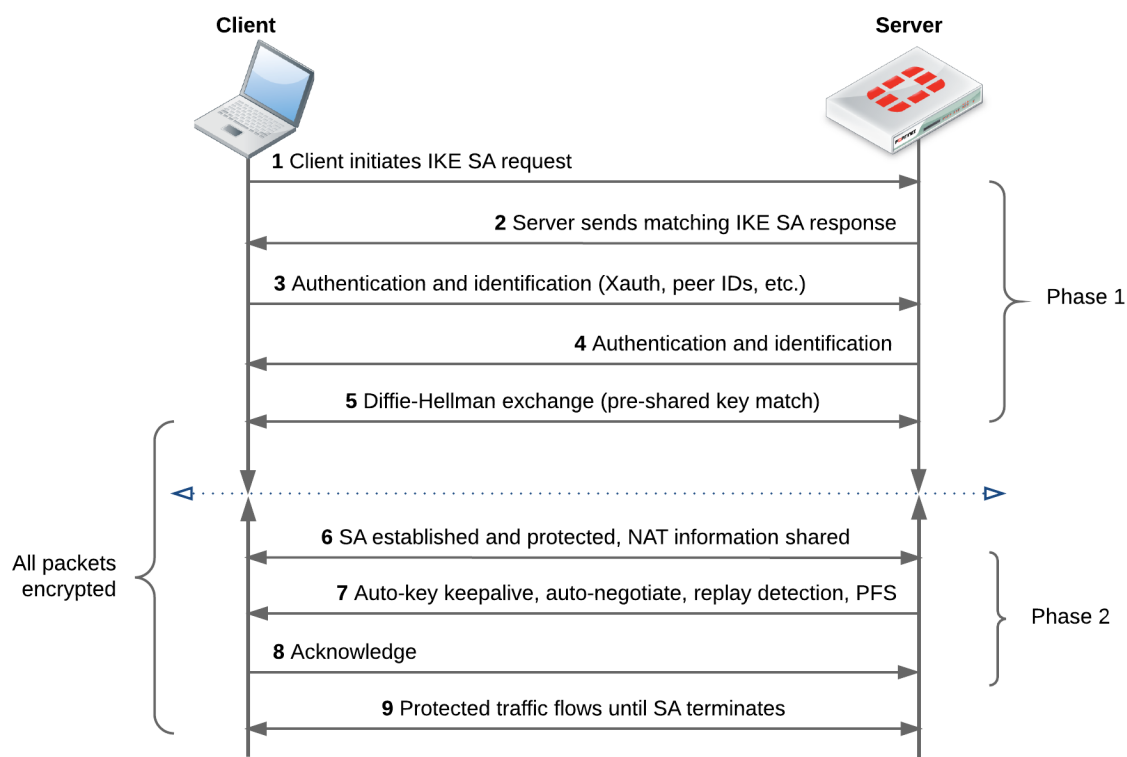 Client
Server
FORTINET
1 Client initiates IKE SA request
2 Server sends matching IKE SA response
3 Authentication and identification (Xauth, peer IDs, etc.)
Phase 1
4 Authentication and identification
5 Diffie-Hellman exchange (pre-shared key match)
6 SA established and protected, NAT information shared
All packets
encrypted
7 Auto-key keepalive, auto-negotiate, replay detection, PFS
Phase 2
8 Acknowledge
9 Protected traffic flows until SA terminates